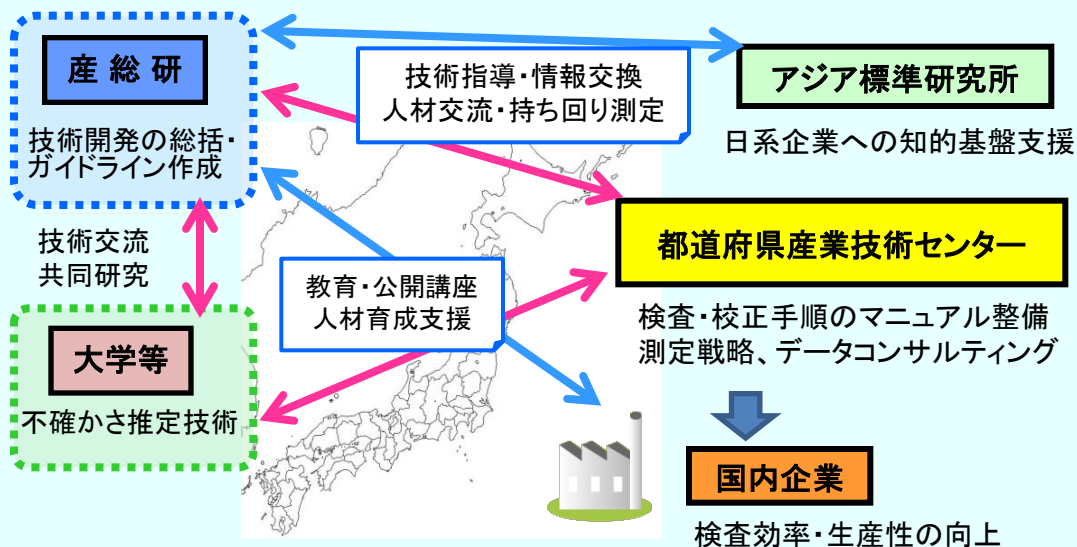 産総研
技術開発の総括・
ガイドライン作成
技術指導・情報交換
人材交流・持ち回り測定
アジア標準研究所
日系企業への知的基盤支援
技術交流
共同研究
教育・公開講座
人材育成支援
都道府県産業技術センター
検査・校正手順のマニュアル整備
測定戦略、データコンサルティング
大学等
不確かさ推定技術
国内企業
検査効率・生産性の向上